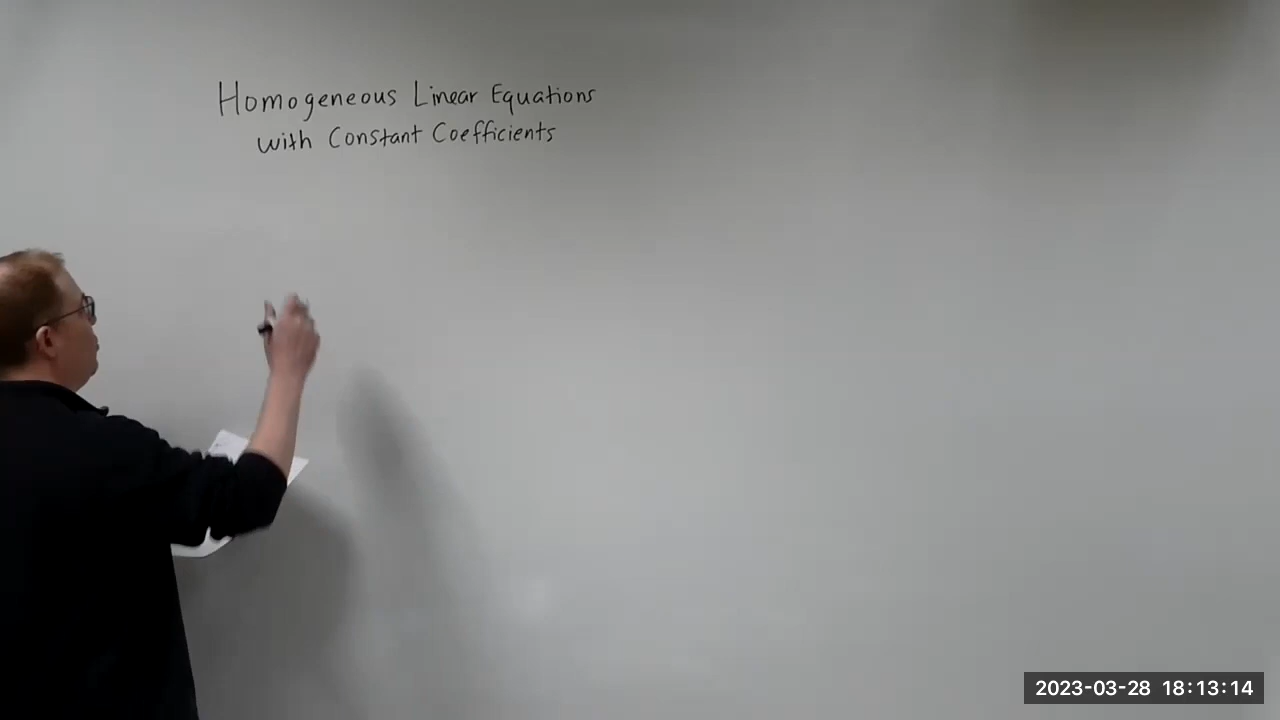 Homogeneous Linear Equations
with Constant Coefficients
2023-03-28 18:13:14